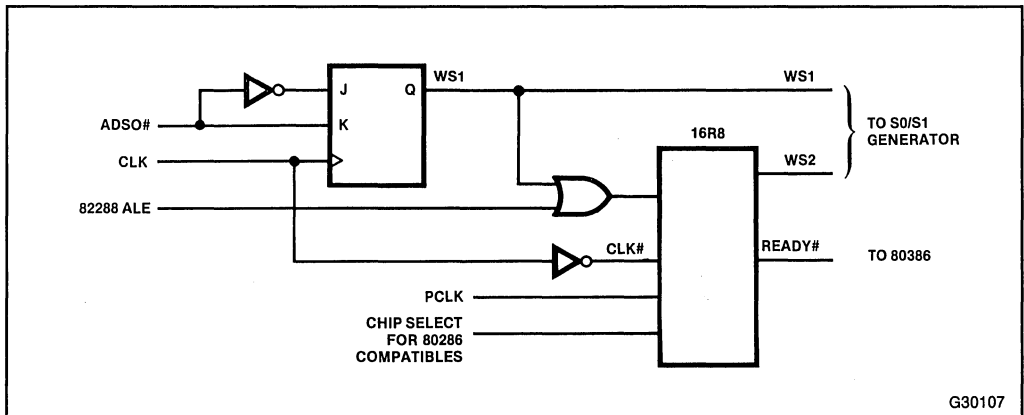 WS1
WS1
J
Q
ADSO#
K
16R8
TO S0/S1
GENERATOR
CLK
WS2
82288 ALE
CLK#
READY#
TO 80386
PCLK
CHIP SELECT
FOR 80286
COMPATIBLES
G30107